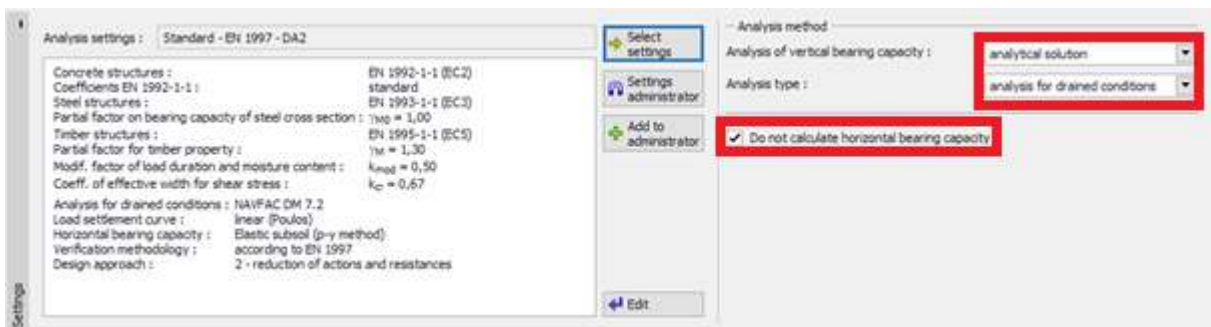 Analysis settings : Standard - EN 1997 - DA2
Concrete structures : EN 1992-1-1 (EC2)
Coefficients EN 1992-1-1 : standard
Steel structures : EN 1993-1-1 (EC3)
Partial factor on bearing capacity of steel cross section : γM0 = 1,00
Timber structures : EN 1995-1-1 (EC5)
Partial factor for timber property : γM = 1,30
Modif. factor of load duration and moisture content : kmod = 0,50
Coeff. of effective width for shear stress : kcr = 0,67
Analysis for drained conditions : NAVFAC DM 7.2
Load settlement curve : linear (Poulos)
Horizontal bearing capacity : Elastic subsoil (p-y method)
Verification methodology : according to EN 1997
Design approach : 2 - reduction of actions and resistances
Settings
Select
settings
Settings
administrator
Add to
administrator
Edit
Analysis method
Analysis of vertical bearing capacity : analytical solution
Analysis type : analysis for drained conditions
Do not calculate horizontal bearing capacity